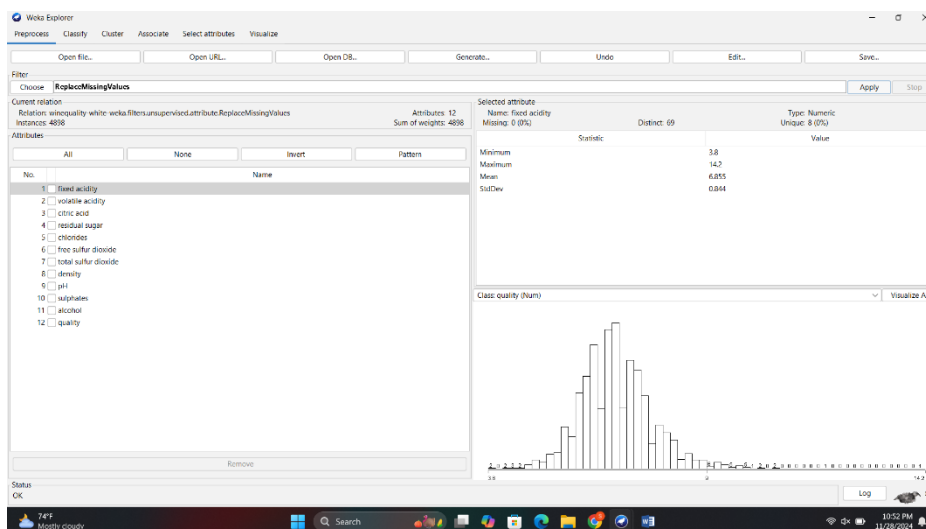 Weka Explorer
Preprocess Classify Cluster Associate Select attributes Visualize
Open file... Open URL... Open DB... Generate... Undo Edit... Save...
Filter
Choose ReplaceMissingValues Apply Stop
Current relation
Relation: winequality-white-weka.filters.unsupervised.attribute.ReplaceMissingValues Attributes: 12
Instances: 4898 Sum of weights: 4898
Attributes
All None Invert Pattern
No. Name
1 fixed acidity
2 volatile acidity
3 citric acid
4 residual sugar
5 chlorides
6 free sulfur dioxide
7 total sulfur dioxide
8 density
9 pH
10 sulphates
11 alcohol
12 quality
Remove
Selected attribute
Name: fixed acidity Type: Numeric
Missing: 0 (0%) Distinct: 69 Unique: 8 (0%)
Statistic Value
Minimum 3.8
Maximum 14.2
Mean 6.855
StdDev 0.844
Class: quality (Num) Visualize A
3.8 9 14.2
Status
OK Log
74°F
Mostly cloudy
Search
10:52 PM
11/28/2024